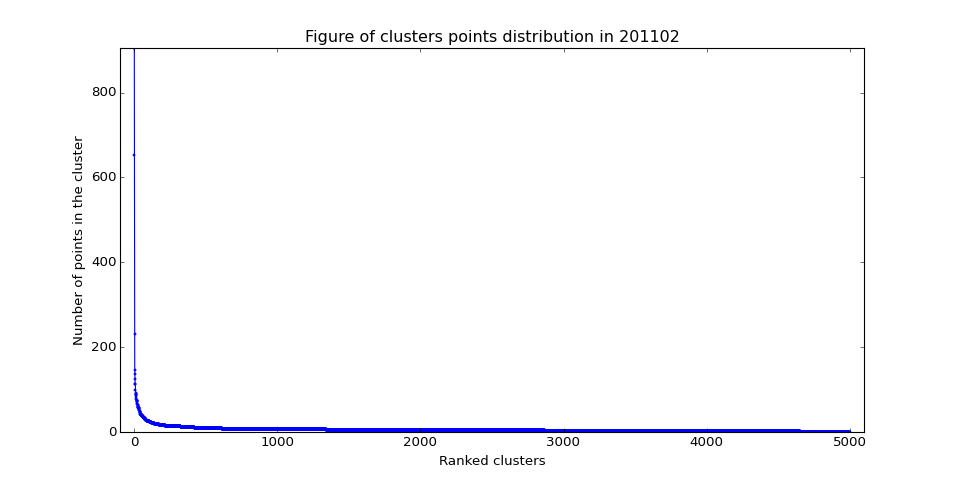 Figure of clusters points distribution in 201102
800
600
400
200
0
Number of points in the cluster
0 1000 2000 3000 4000 5000
Ranked clusters